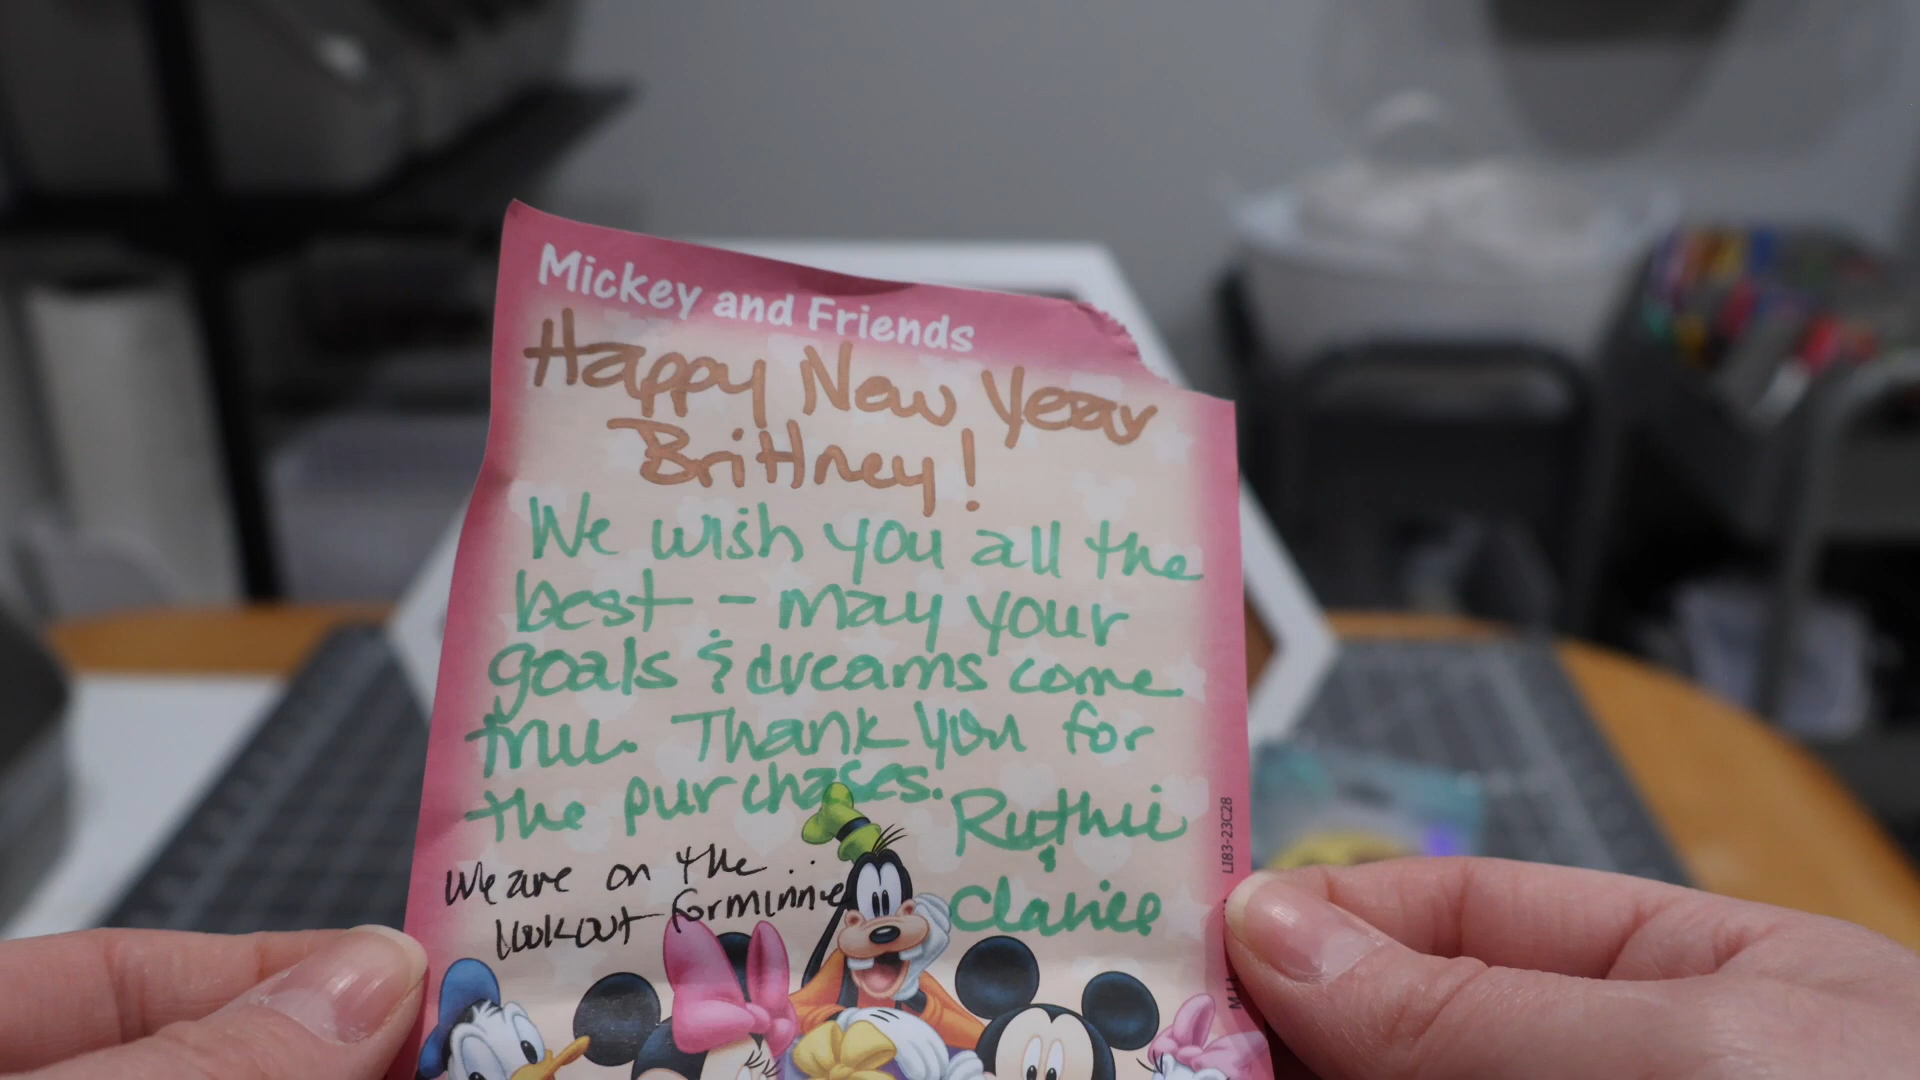 Mickey and Friends
Happy New Year
Brittney!
We wish you all the
best - may your
goals & dreams come
true. Thank you for
the purchases.
Ruthie
&
Clarice
We are on the
lookout for minnie
L183-23C28